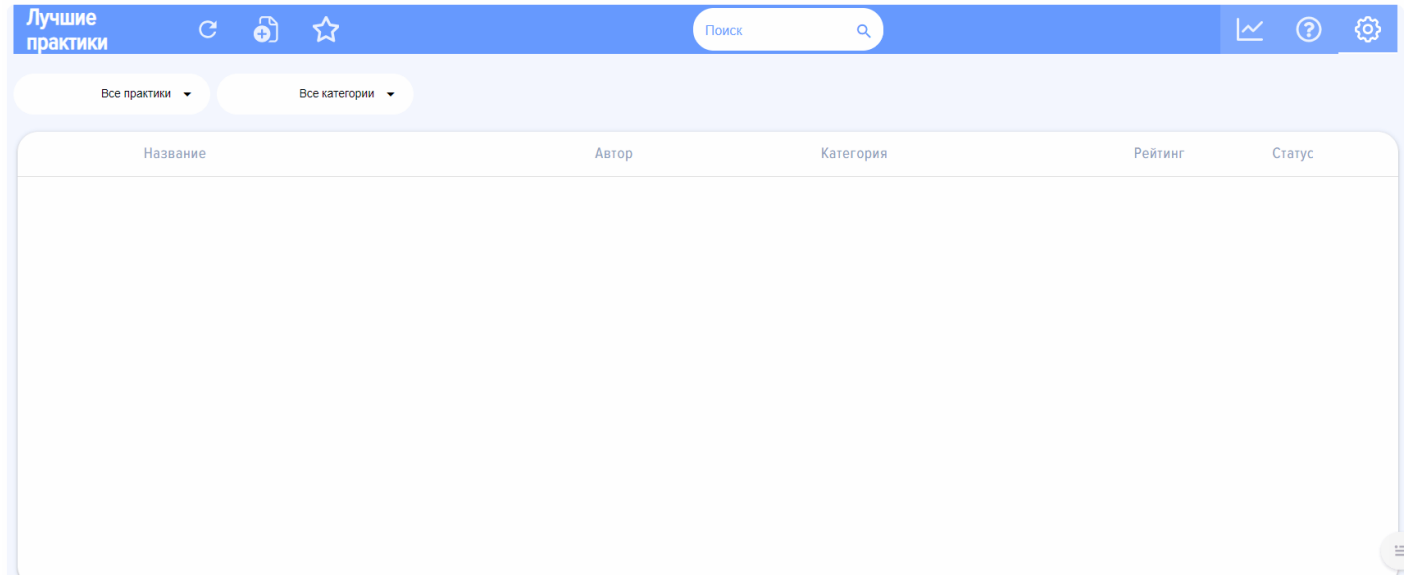 Лучшие
практики
Поиск
Все практики
Все категории
Название Автор Категория Рейтинг Статус